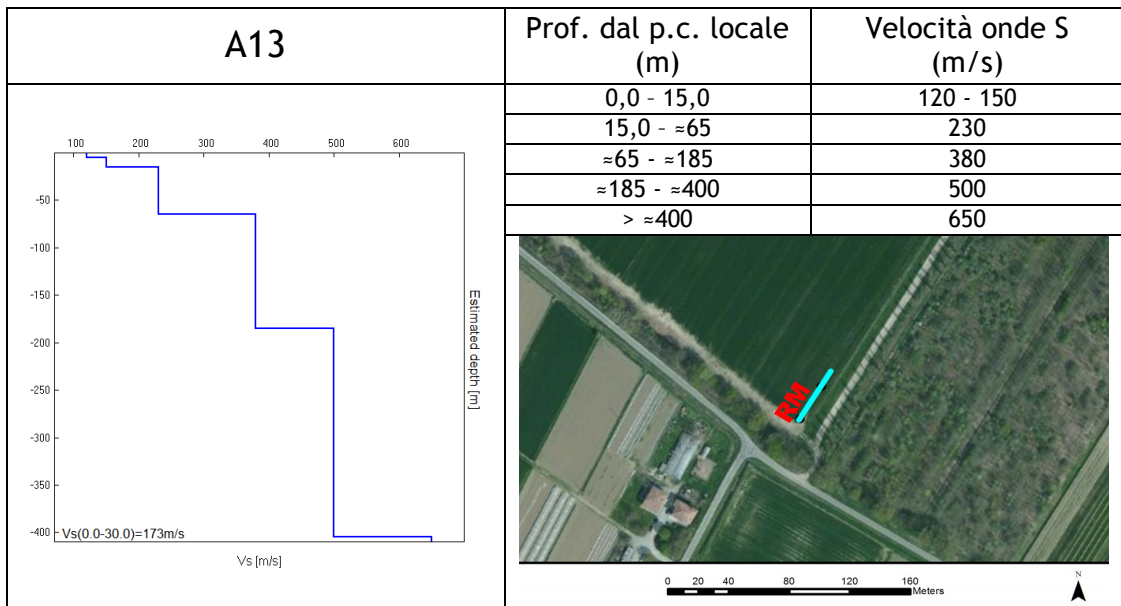 A13
Prof. dal p.c. locale
(m)
Velocità onde S
(m/s)
0,0 – 15,0 120 - 150
15,0 - ≈65 230
≈65 - ≈185 380
≈185 - ≈400 500
> ≈400 650
100 200 300 400 500 600
-50
-100
-150
-200
-250
-300
-350
-400
Estimated depth [m]
Vs(0.0-30.0)=173m/s
Vs [m/s]
RM
0 20 40 80 120 160
Meters
N